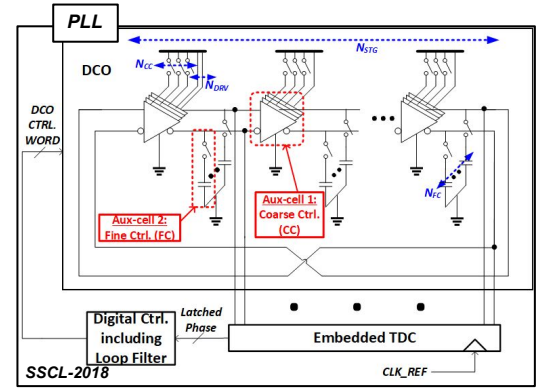 PLL
DCO
N_STG
N_CC
N_DRV
DCO
CTRL.
WORD
N_FC
Aux-cell 2:
Fine Ctrl. (FC)
Aux-cell 1:
Coarse Ctrl.
(CC)
Digital Ctrl.
including
Loop Filter
Latched
Phase
Embedded TDC
CLK_REF
SSCL-2018